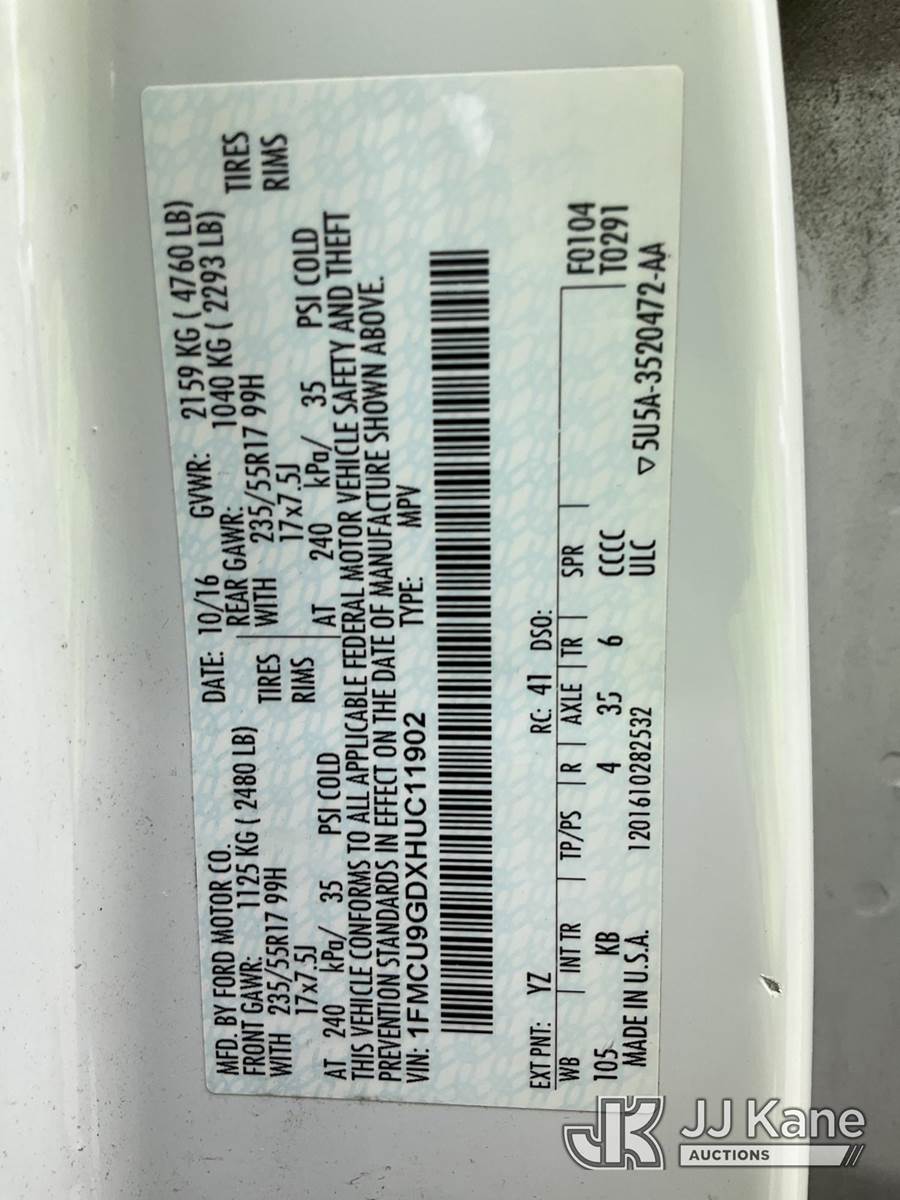 MFD. BY FORD MOTOR CO. DATE: 10/16 GVWR: 2159 KG ( 4760 LB)
FRONT GAWR: 1125 KG ( 2480 LB) REAR GAWR: 1040 KG ( 2293 LB)
WITH 235/55R17 99H TIRES WITH 235/55R17 99H TIRES
17x7.5J RIMS 17x7.5J RIMS
AT 240 kPa/ 35 PSI COLD AT 240 kPa/ 35 PSI COLD
THIS VEHICLE CONFORMS TO ALL APPLICABLE FEDERAL MOTOR VEHICLE SAFETY AND THEFT
PREVENTION STANDARDS IN EFFECT ON THE DATE OF MANUFACTURE SHOWN ABOVE.
VIN: 1FMCU9GDXHUC11902 TYPE: MPV
EXT PNT: YZ RC: 41 DSO:
WB INT TR TP/PS R AXLE TR SPR
105 KB 4 35 6 CCCC F0104
MADE IN U.S.A. 1201610282532 ULC T0291
▽5U5A-3520472-AA
JK JJ Kane
AUCTIONS